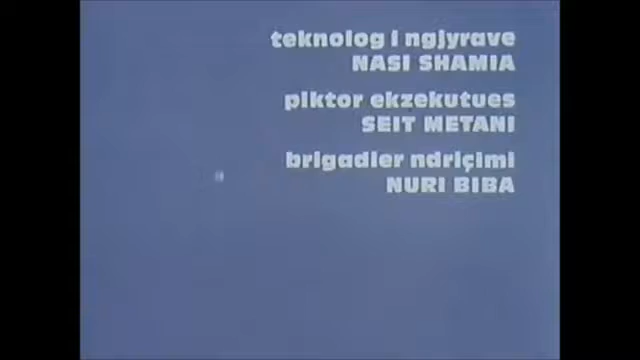 teknolog i ngjyrave
NASI SHAMIA
piktor ekzekutues
SEIT METANI
brigadier ndriçimi
NURI BIBA